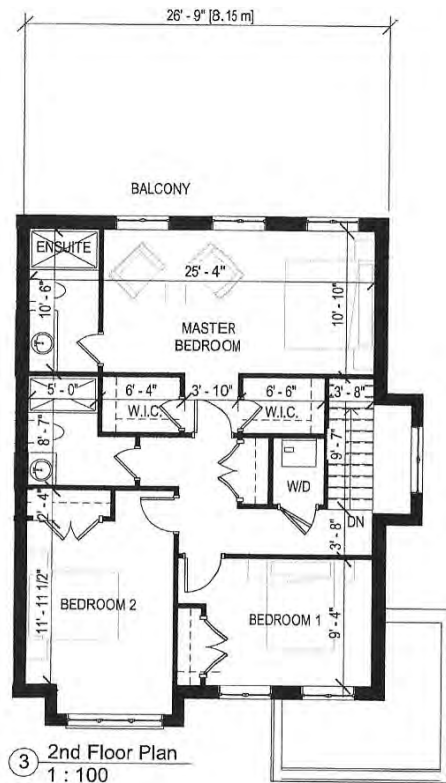 26' - 9" [8.15 m]
BALCONY
ENSUITE
25' - 4"
10' - 6"
10' - 10"
MASTER
BEDROOM
5' - 0"
6' - 4"
3' - 10"
6' - 6"
3' - 8"
W.I.C.
W.I.C.
8' - 7"
9' - 7"
W/D
2' - 4"
DN
3' - 8"
11' - 11 1/2"
BEDROOM 2
BEDROOM 1
9' - 4"
3
2nd Floor Plan
1 : 100